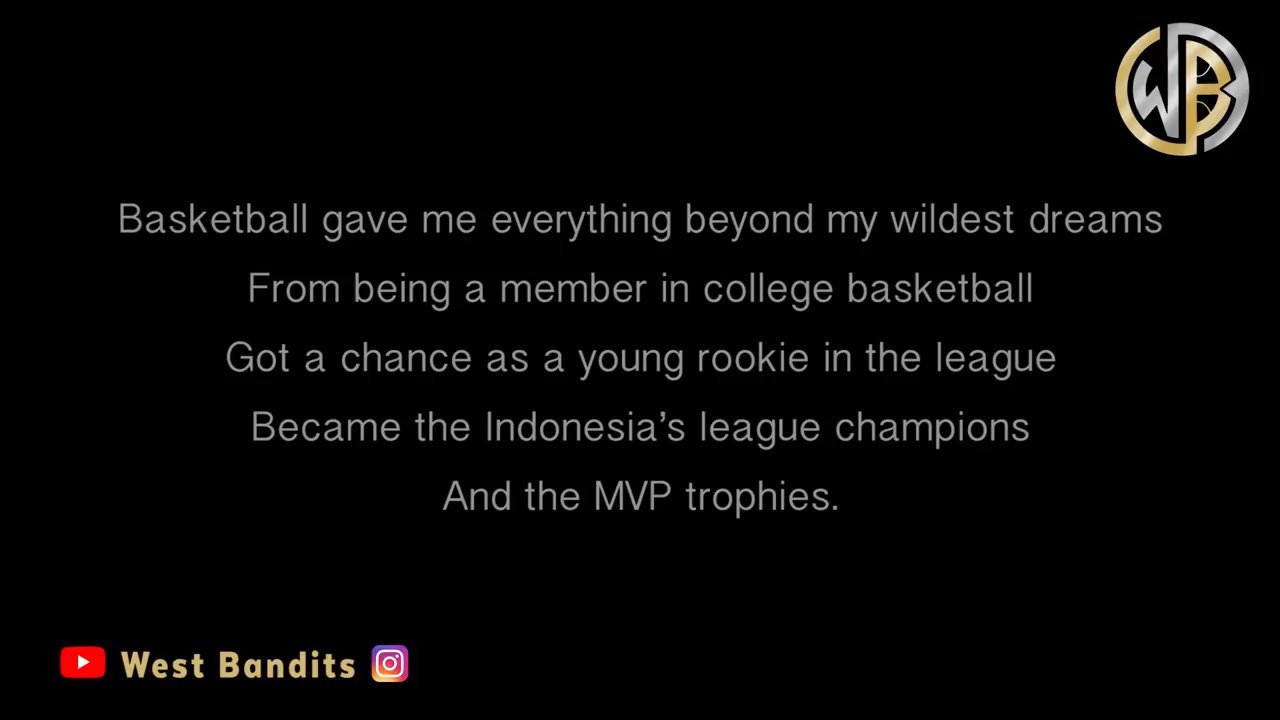 WB
Basketball gave me everything beyond my wildest dreams
From being a member in college basketball
Got a chance as a young rookie in the league
Became the Indonesia’s league champions
And the MVP trophies.
West Bandits